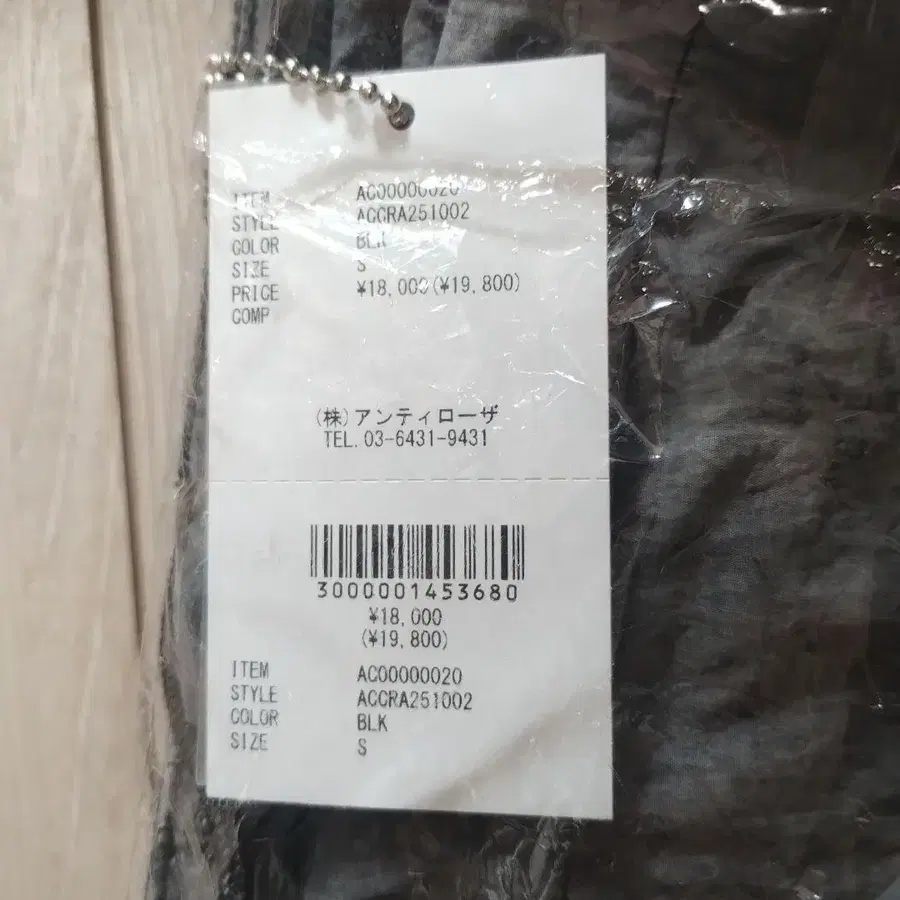 ITEM AC00000020
STYLE ACCRA251002
COLOR BLK
SIZE S
PRICE ¥18,000(¥19,800)
COMP
(株)アンティローザ
TEL.03-6431-9431
3000001453680
¥18,000
(¥19,800)
ITEM AC00000020
STYLE ACCRA251002
COLOR BLK
SIZE S